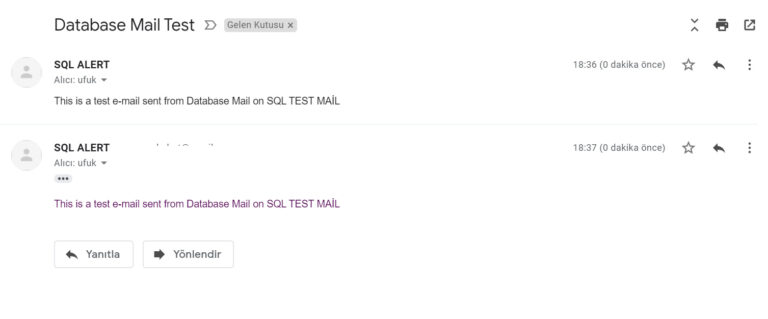 Database Mail Test Gelen Kutusu ×
SQL ALERT 18:36 (0 dakika önce)
Alıcı: ufuk
This is a test e-mail sent from Database Mail on SQL TEST MAİL
SQL ALERT 18:37 (0 dakika önce)
Alıcı: ufuk
This is a test e-mail sent from Database Mail on SQL TEST MAİL
Yanıtla Yönlendir